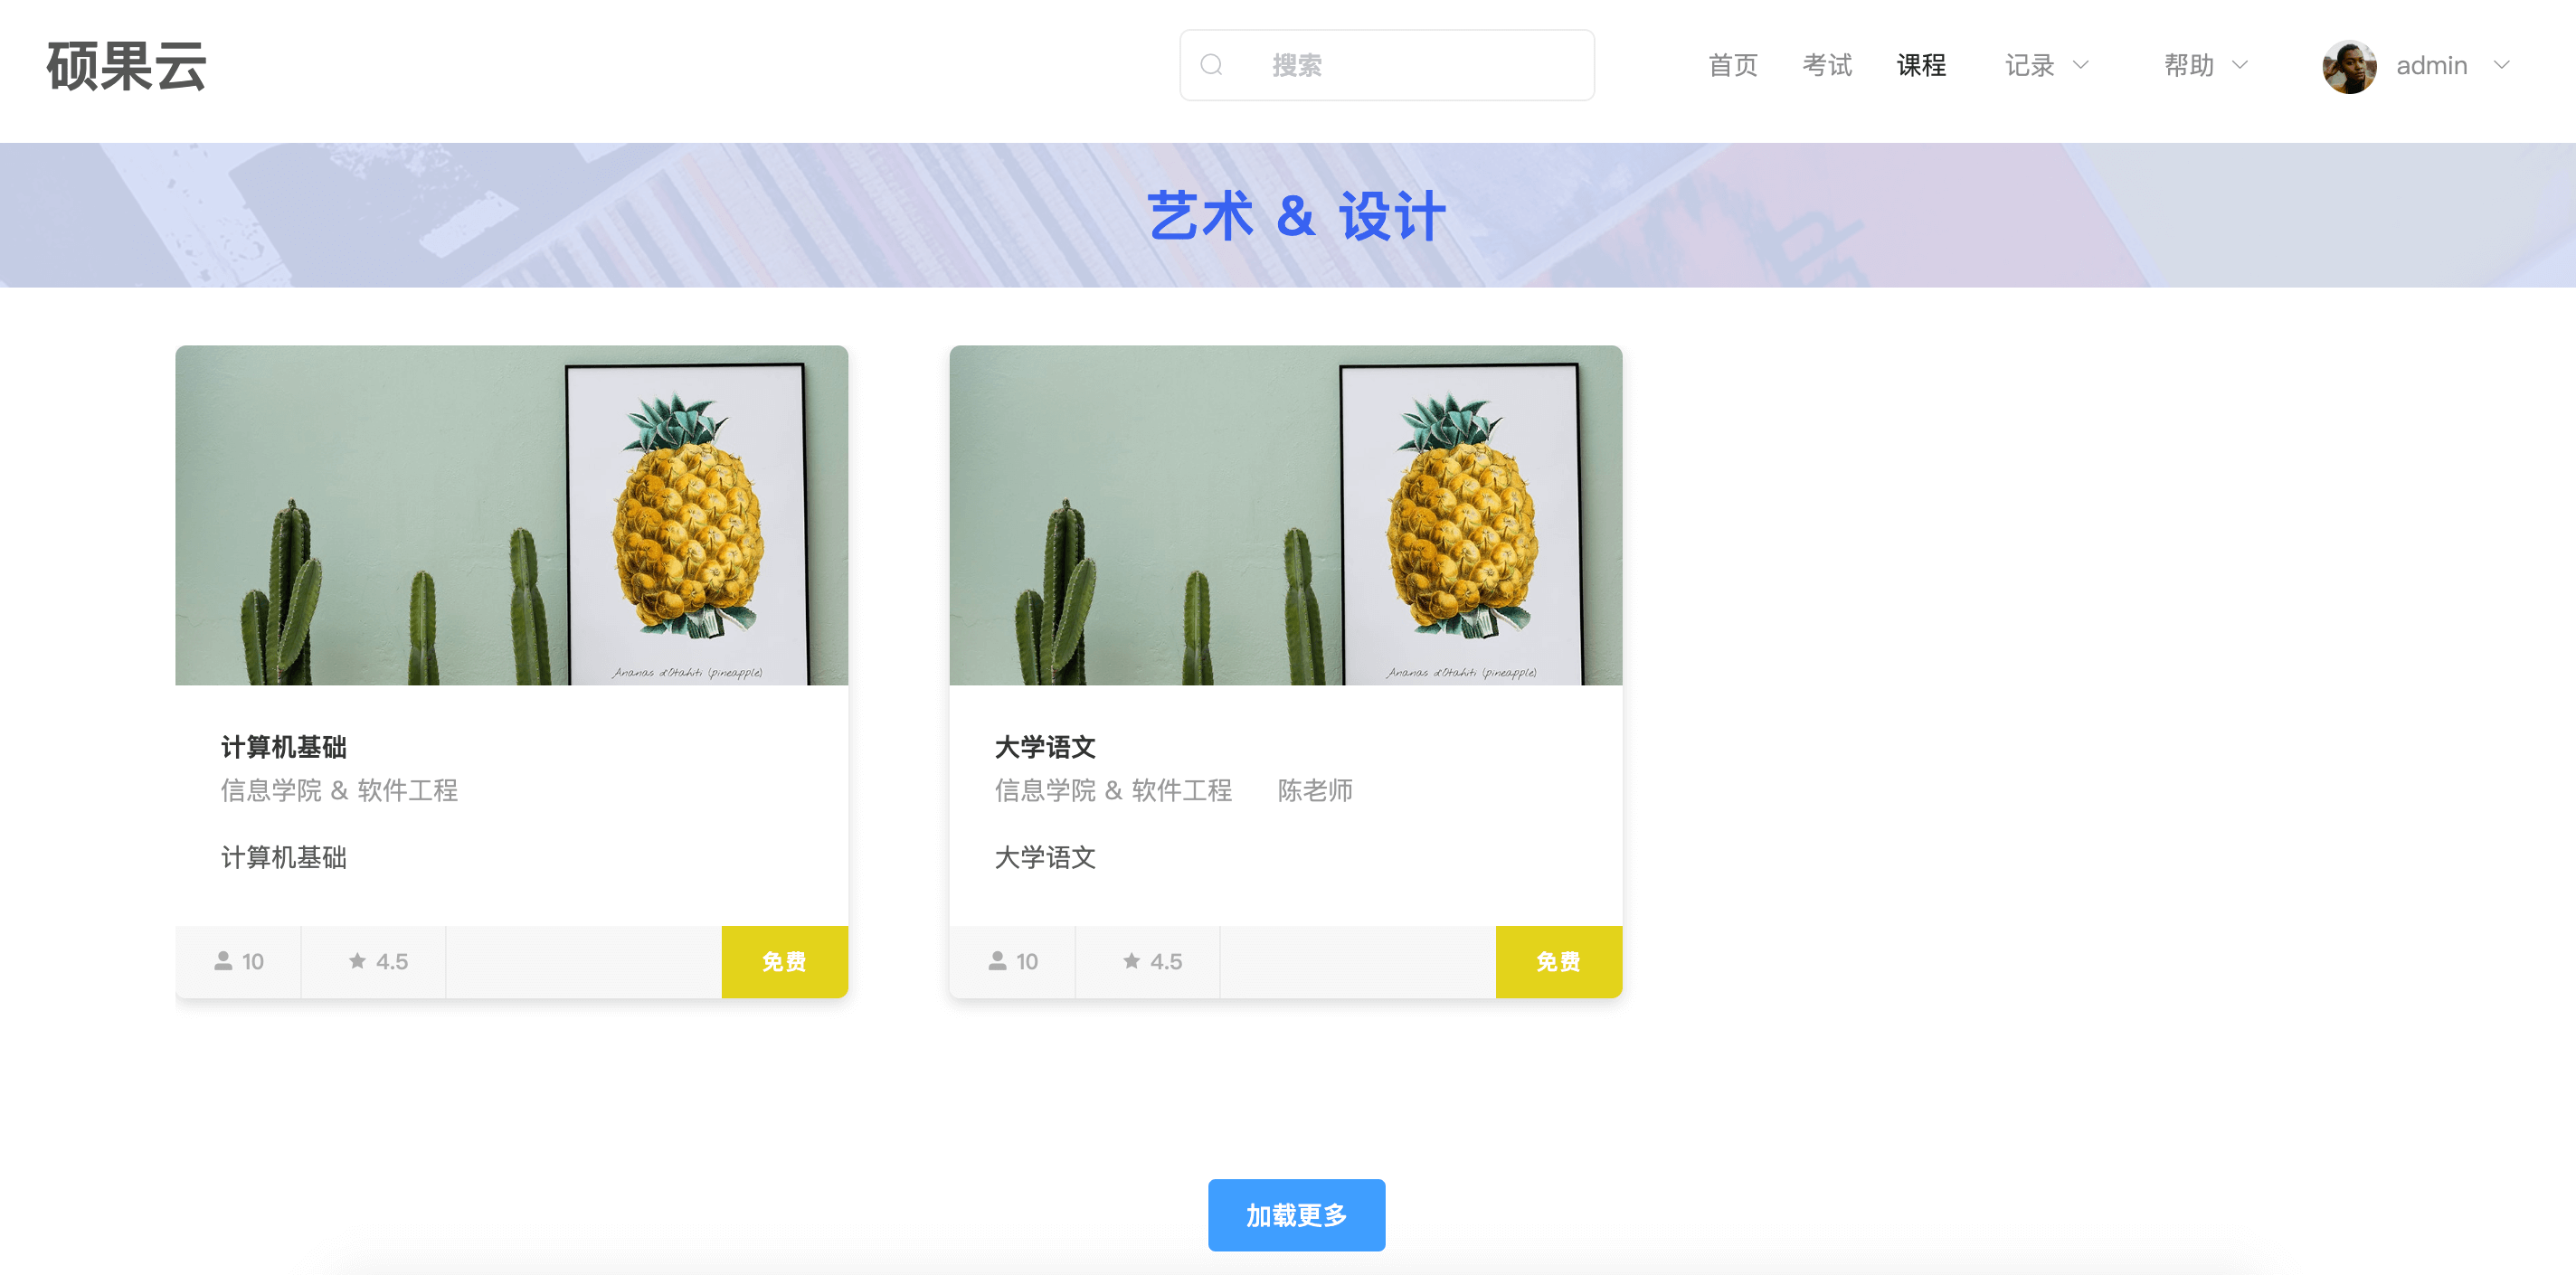 硕果云
搜索
首页 考试 课程 记录 帮助 admin
艺术 & 设计
Ananas d'Otahiti (pineapple)
Ananas d'Otahiti (pineapple)
计算机基础
信息学院 & 软件工程
计算机基础
10 4.5 免费
大学语文
信息学院 & 软件工程 陈老师
大学语文
10 4.5 免费
加载更多